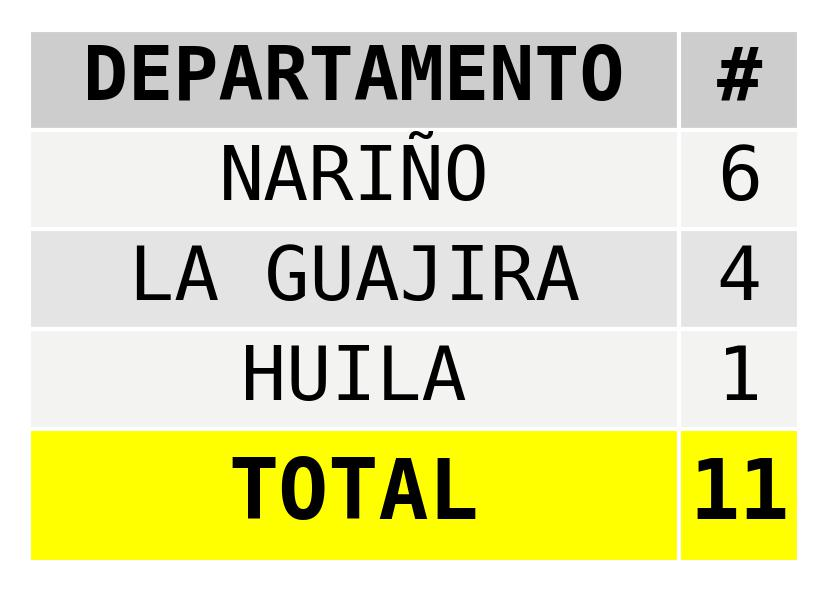 DEPARTAMENTO #
NARIÑO 6
LA GUAJIRA 4
HUILA 1
TOTAL 11